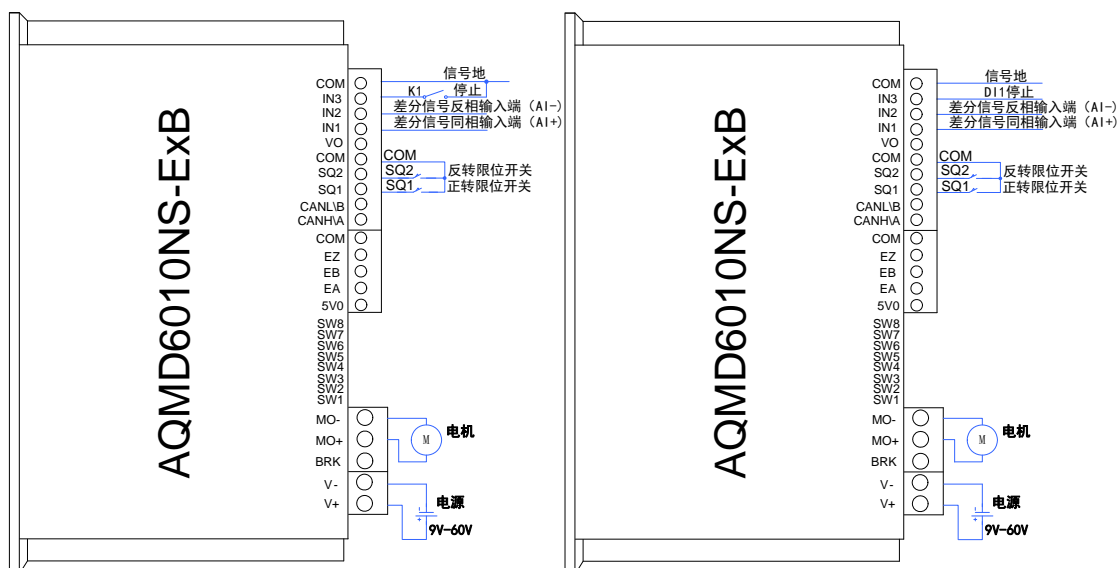 AQMD6010NS-ExB
COM
IN3
IN2
IN1
VO
COM
SQ2
SQ1
CANL\B
CANH\A
COM
EZ
EB
EA
5V0
SW8
SW7
SW6
SW5
SW4
SW3
SW2
SW1
MO-
MO+
BRK
V-
V+
信号地
K1 停止
差分信号反相输入端（AI-)
差分信号同相输入端（AI+)
COM
SQ2 反转限位开关
SQ1 正转限位开关
M 电机
电源
9V-60V
AQMD6010NS-ExB
COM
IN3
IN2
IN1
VO
COM
SQ2
SQ1
CANL\B
CANH\A
COM
EZ
EB
EA
5V0
SW8
SW7
SW6
SW5
SW4
SW3
SW2
SW1
MO-
MO+
BRK
V-
V+
信号地
DI1停止
差分信号反相输入端（AI-)
差分信号同相输入端（AI+)
COM
SQ2 反转限位开关
SQ1 正转限位开关
M 电机
电源
9V-60V